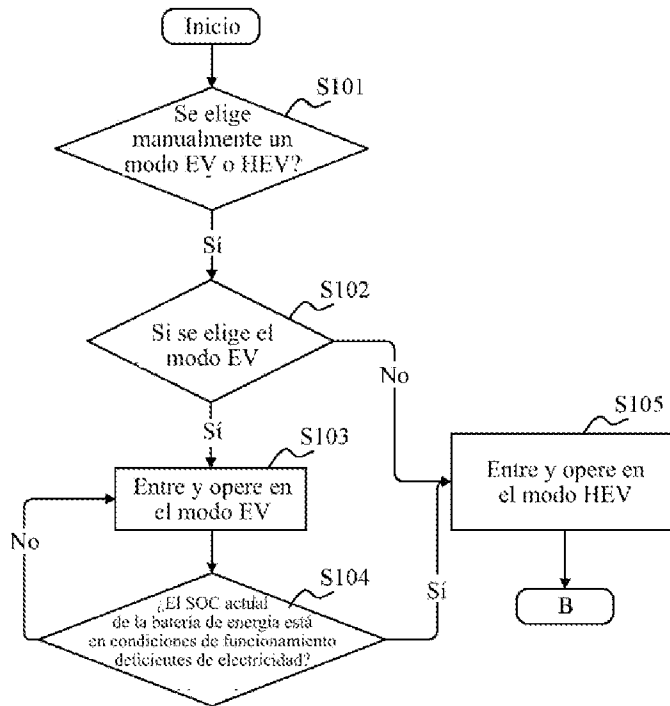 Inicio
S101
Se elige
manualmente un
modo EV o HEV?
Sí
S102
Si se elige el
modo EV
No
Sí
S103
S105
Entre y opere en
el modo EV
Entre y opere en
el modo HEV
No
S104
¿El SOC actual
de la batería de energía está
en condiciones de funcionamiento
deficientes de electricidad?
Sí
B